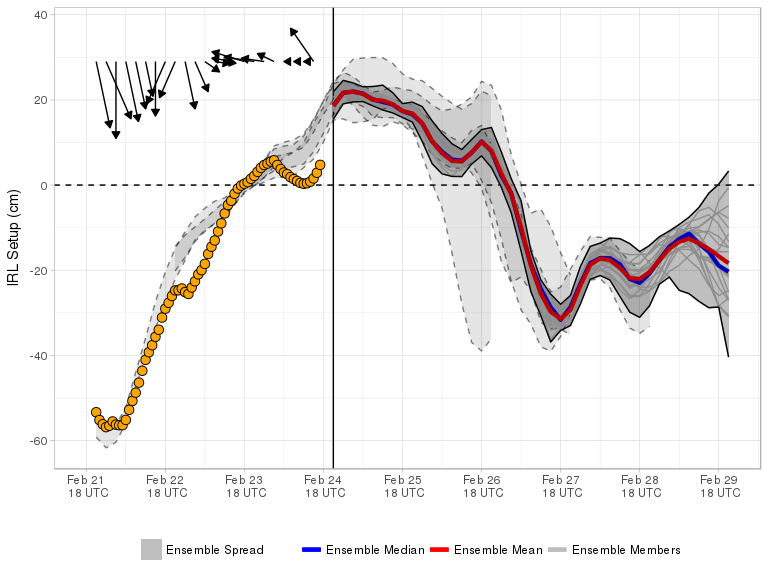 40
20
0
-20
-40
-60
IRL Setup (cm)
Feb 21 Feb 22 Feb 23 Feb 24 Feb 25 Feb 26 Feb 27 Feb 28 Feb 29
18 UTC 18 UTC 18 UTC 18 UTC 18 UTC 18 UTC 18 UTC 18 UTC 18 UTC
Ensemble Spread Ensemble Median Ensemble Mean Ensemble Members